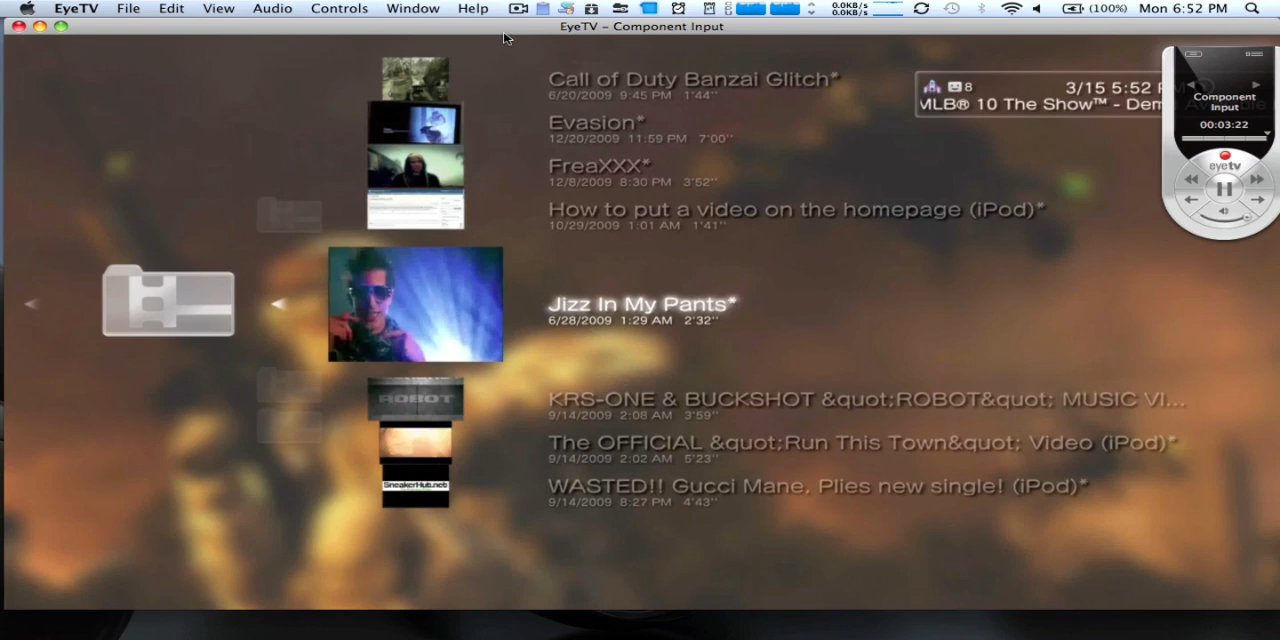 EyeTV File Edit View Audio Controls Window Help 0.0KB/s 0.0KB/s (100%) Mon 6:52 PM
EyeTV - Component Input
Call of Duty Banzai Glitch*
6/20/2009 9:45 PM 1'44''
8 3/15 5:52 P
MLB® 10 The Show™ - Dem
Component
Input
00:03:22
eyetv
Evasion*
12/20/2009 11:59 PM 7'00''
FreaXXX*
12/8/2009 8:30 PM 3'52''
How to put a video on the homepage (iPod)*
10/29/2009 1:01 AM 1'41''
Jizz In My Pants*
6/28/2009 1:29 AM 2'32''
ROBOT
KRS-ONE & BUCKSHOT &quot;ROBOT&quot; MUSIC VI...
9/14/2009 2:08 AM 3'59''
The OFFICIAL &quot;Run This Town&quot; Video (iPod)*
9/14/2009 2:02 AM 5'23''
SneakerHub.net
WASTED!! Gucci Mane, Plies new single! (iPod)*
9/14/2009 8:27 PM 4'43''